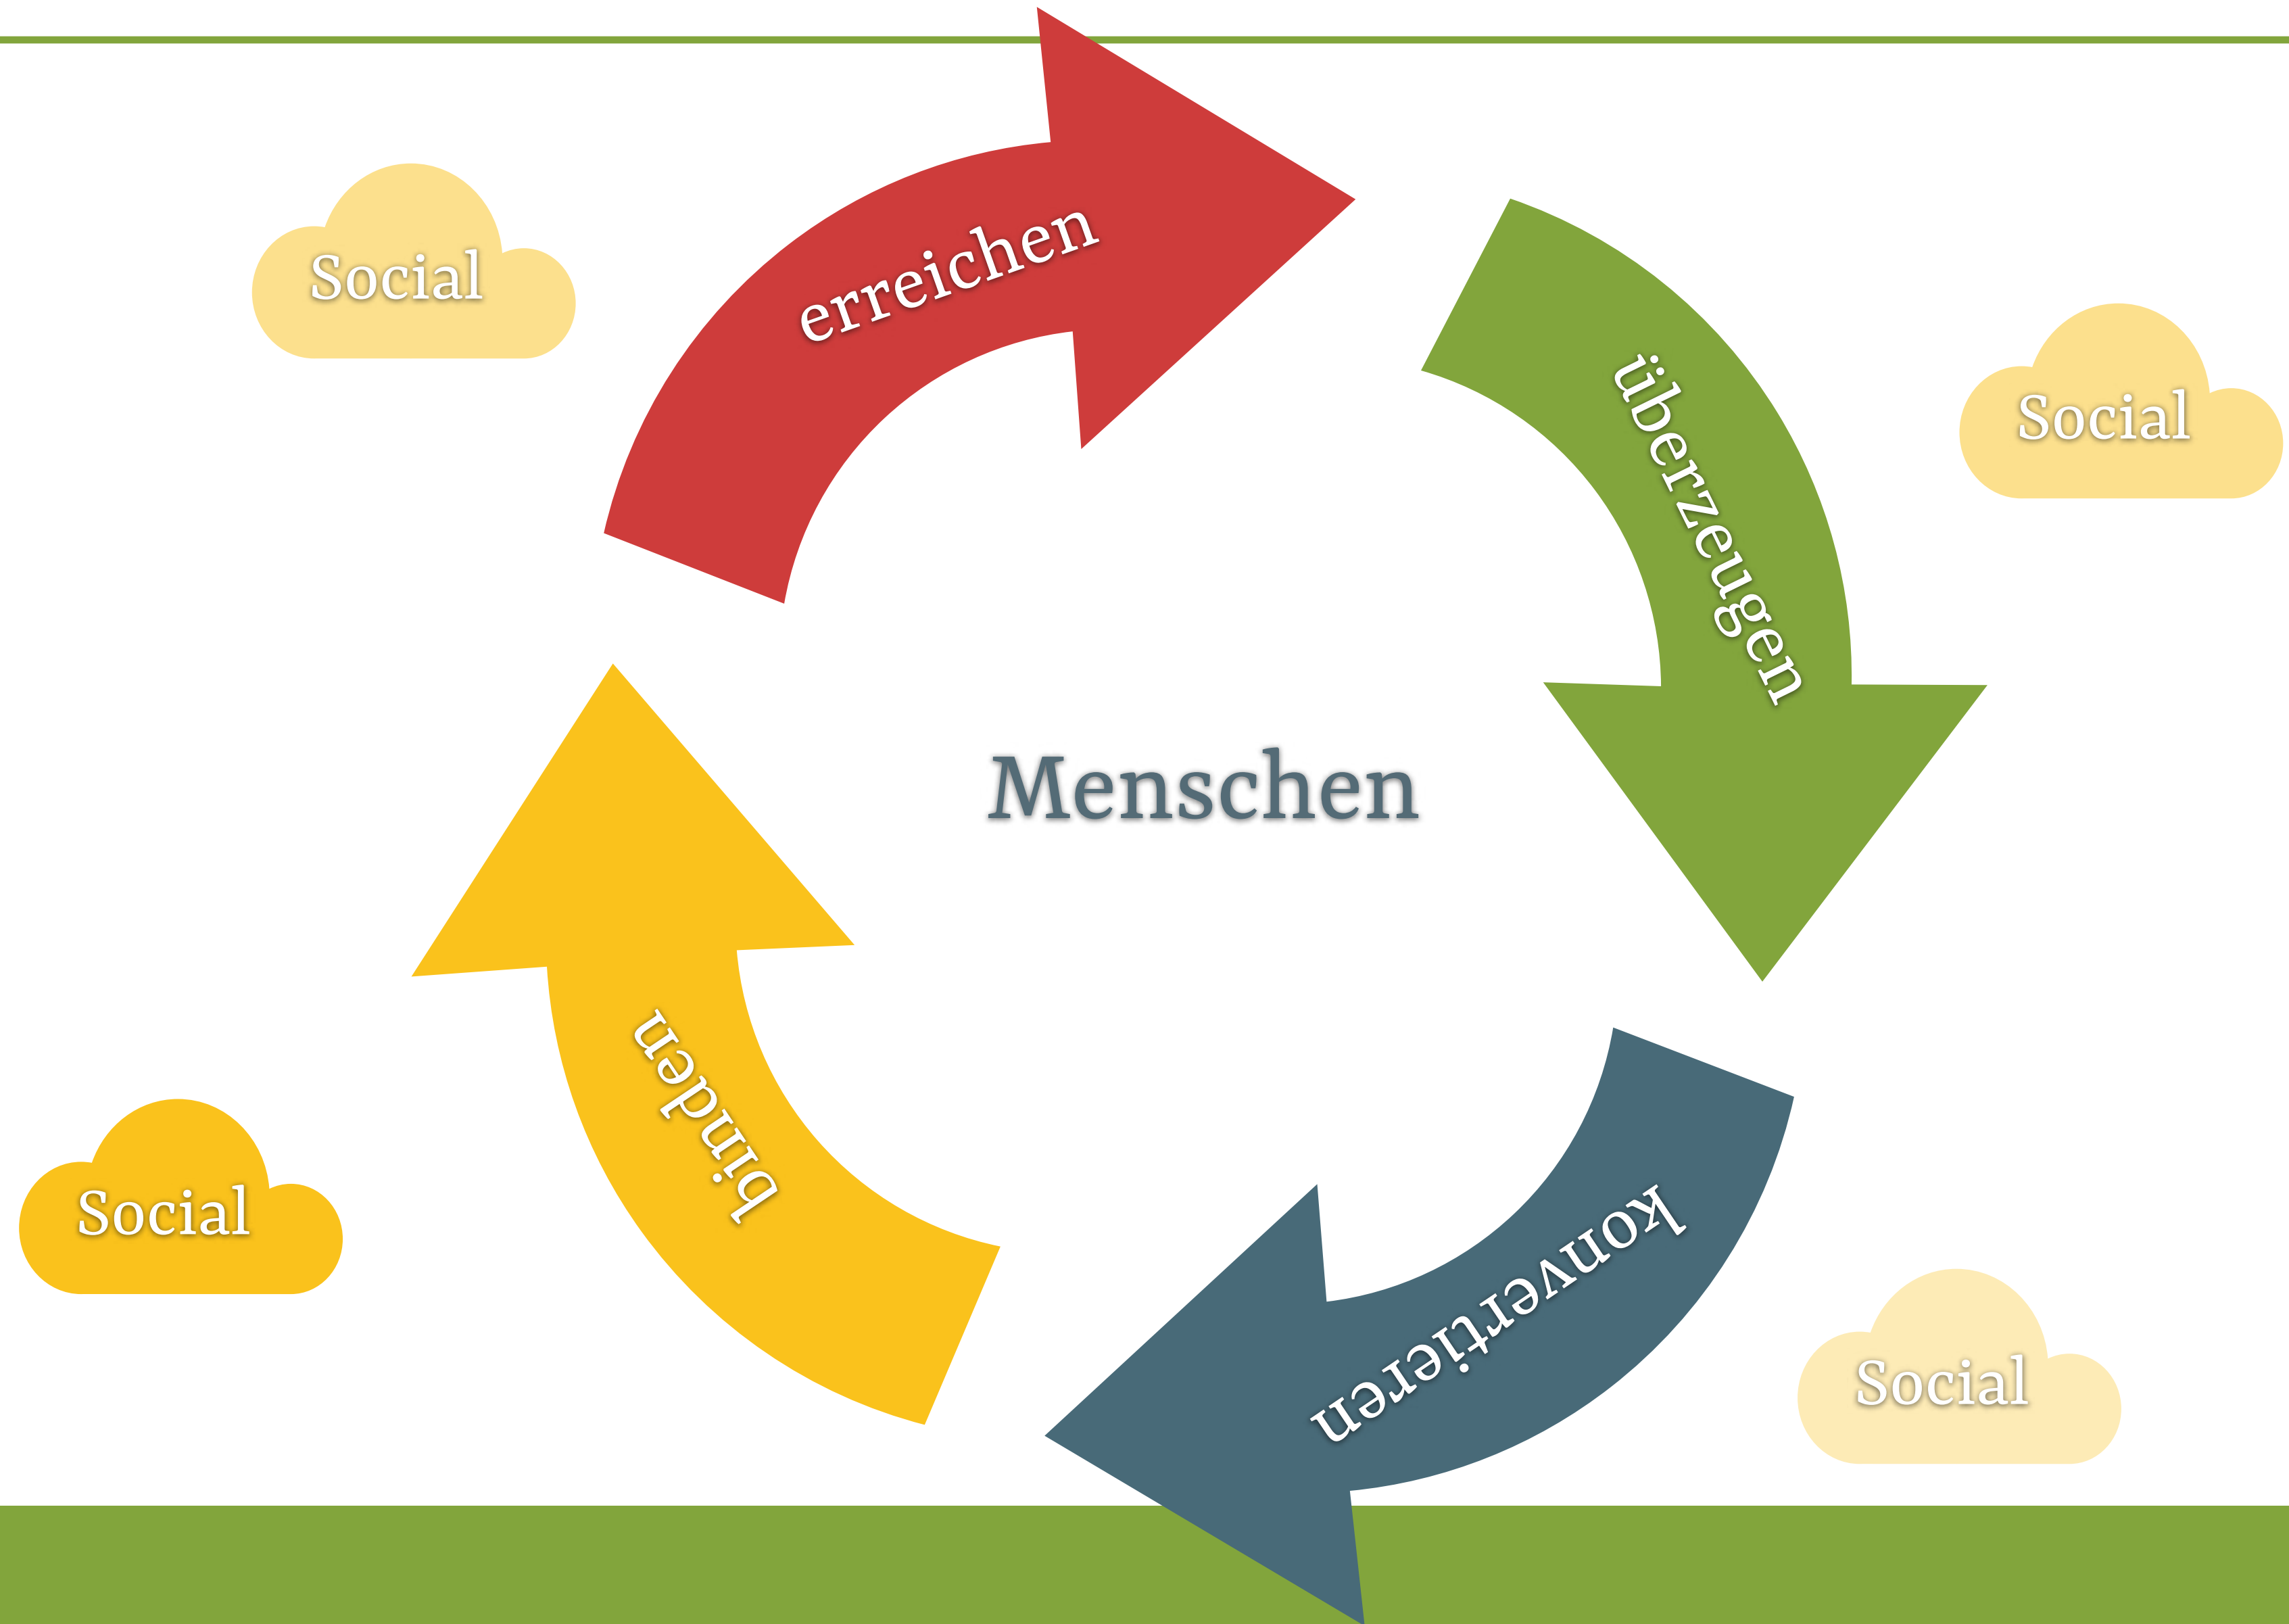 Social
erreichen
Social
überzeugen
Menschen
binden
Social
konvertieren
Social